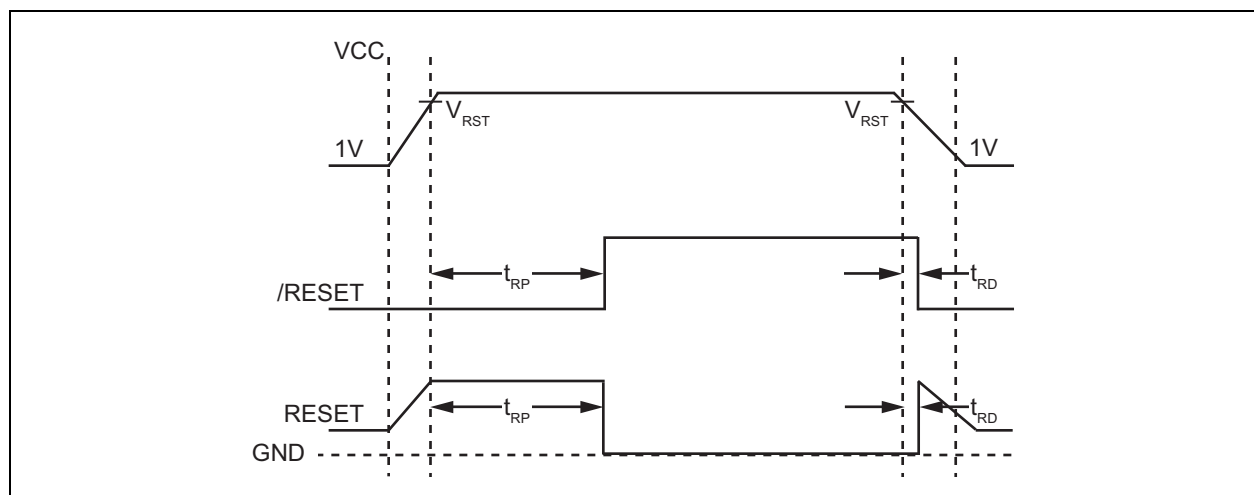 VCC
V_RST
V_RST
1V
1V
t_RP
t_RD
/RESET
t_RP
t_RD
RESET
GND